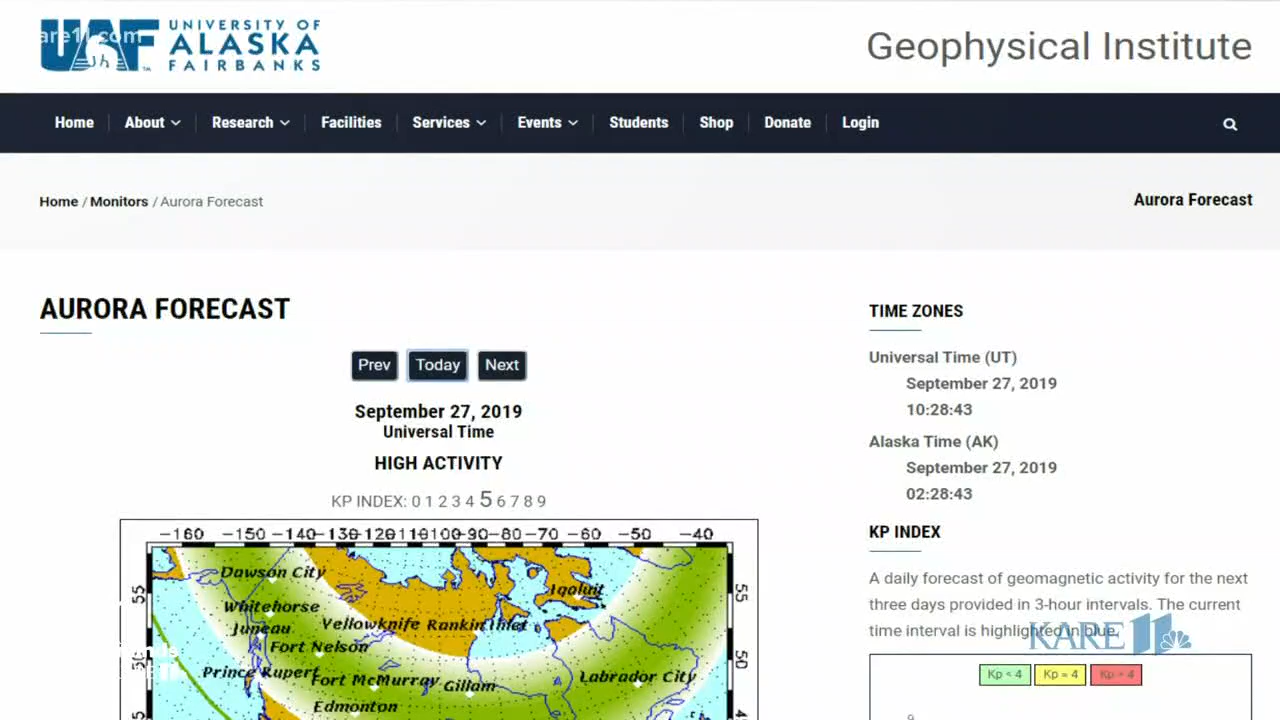 are11.com
UAF
UNIVERSITY OF
ALASKA
FAIRBANKS
Geophysical Institute
Home About Research Facilities Services Events Students Shop Donate Login
Home / Monitors / Aurora Forecast
Aurora Forecast
AURORA FORECAST
Prev Today Next
September 27, 2019
Universal Time
HIGH ACTIVITY
KP INDEX: 0 1 2 3 4 5 6 7 8 9
-160 -150 -140 -130 -120 -110 -100 -90 -80 -70 -60 -50 -40
Dawson City
Iqaluit
55
55
Whitehorse
Yellowknife
Rankin Inlet
Juneau
Fort Nelson
50
50
Prince Rupert
Fort McMurray
Gillam
Labrador City
Edmonton
TIME ZONES
Universal Time (UT)
September 27, 2019
10:28:43
Alaska Time (AK)
September 27, 2019
02:28:43
KP INDEX
A daily forecast of geomagnetic activity for the next
three days provided in 3-hour intervals. The current
time interval is highlighted in blue.
KARE 11
Kp < 4 Kp = 4 Kp > 4
9